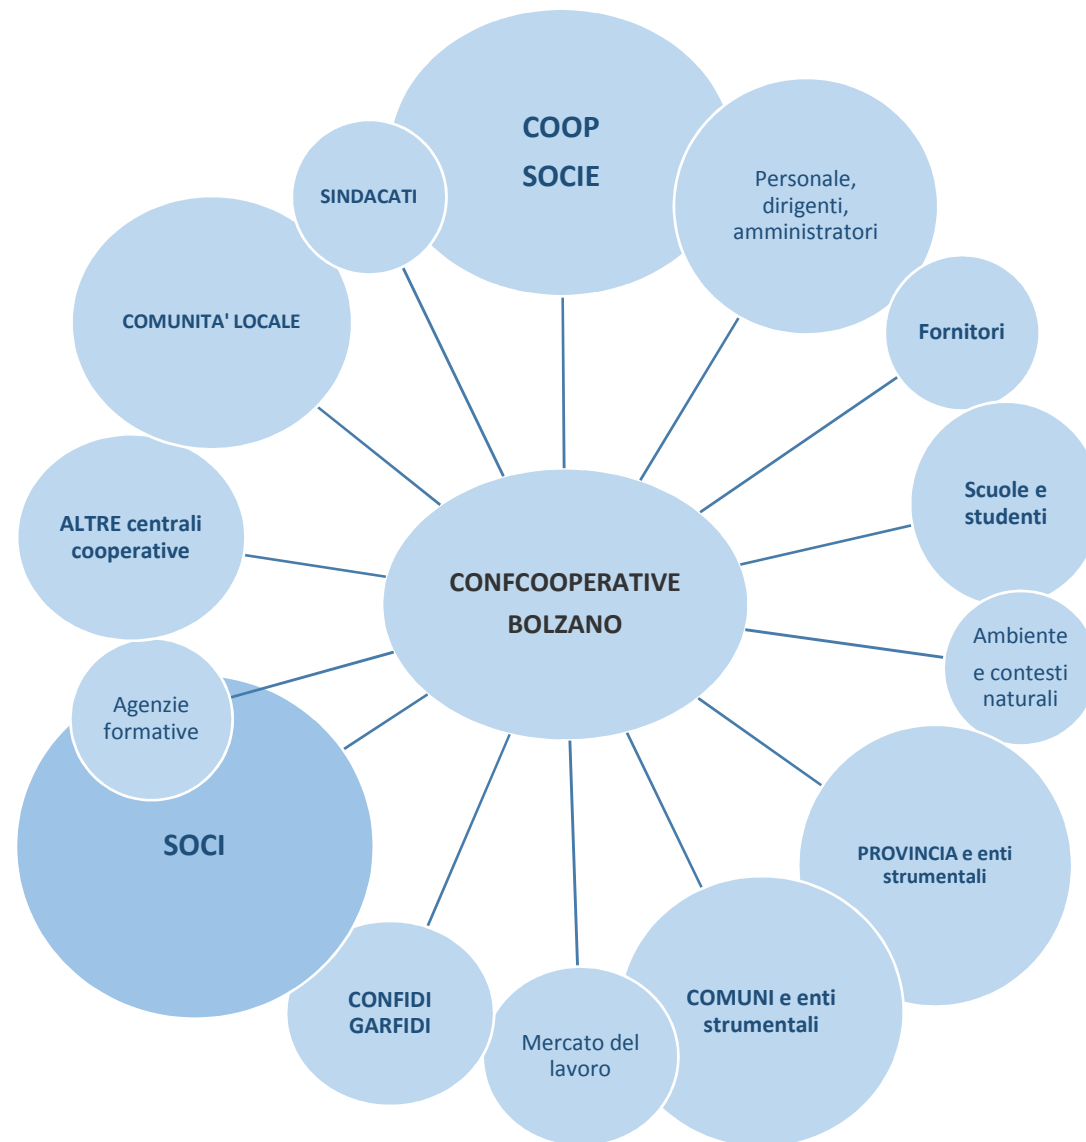 COOP
SOCIE
Personale,
dirigenti,
amministratori
SINDACATI
Fornitori
COMUNITA' LOCALE
Scuole e
studenti
ALTRE centrali
cooperative
CONFCOOPERATIVE
BOLZANO
Ambiente
e contesti
naturali
Agenzie
formative
SOCI
PROVINCIA e enti
strumentali
CONFIDI
GARFIDI
COMUNI e enti
strumentali
Mercato del
lavoro